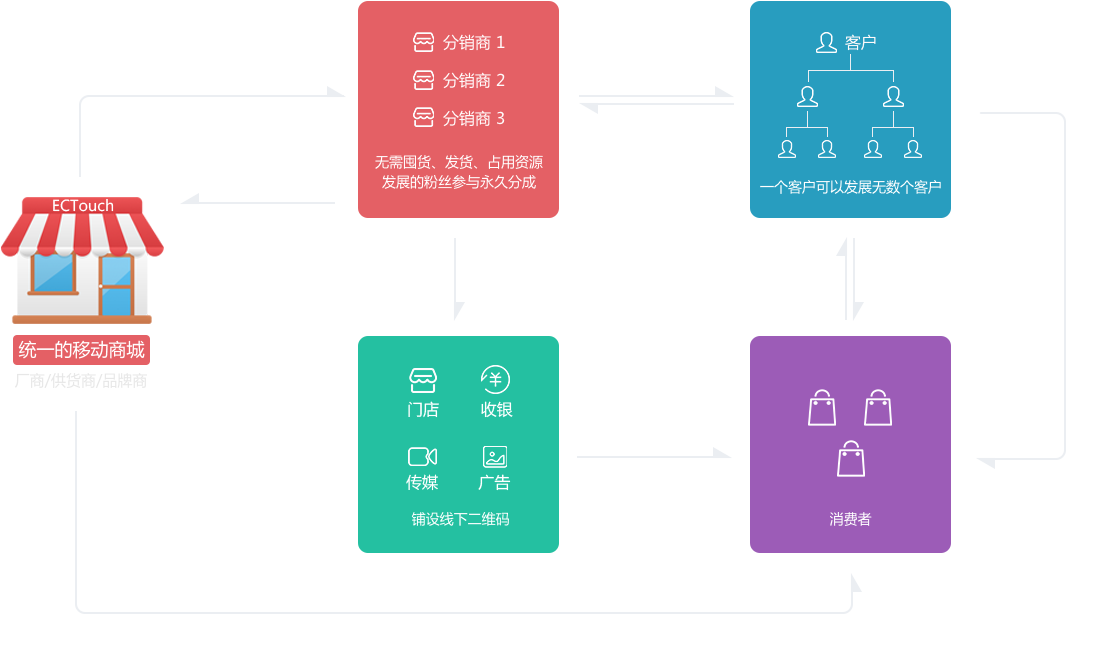 分销商 1
分销商 2
分销商 3
无需囤货、发货、占用资源
发展的粉丝参与永久分成
客户
一个客户可以发展无数个客户
ECTouch
统一的移动商城
厂商/供货商/品牌商
门店
收银
传媒
广告
铺设线下二维码
消费者